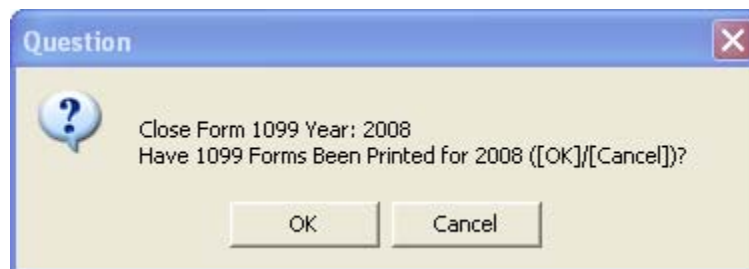 Question
Close Form 1099 Year: 2008
Have 1099 Forms Been Printed for 2008 ([OK]/[Cancel])?
OK Cancel